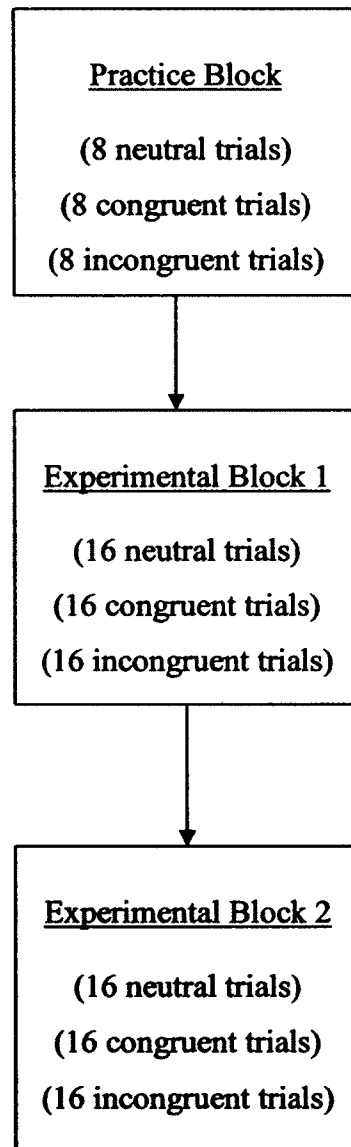 Practice Block
(8 neutral trials)
(8 congruent trials)
(8 incongruent trials)
Experimental Block 1
(16 neutral trials)
(16 congruent trials)
(16 incongruent trials)
Experimental Block 2
(16 neutral trials)
(16 congruent trials)
(16 incongruent trials)